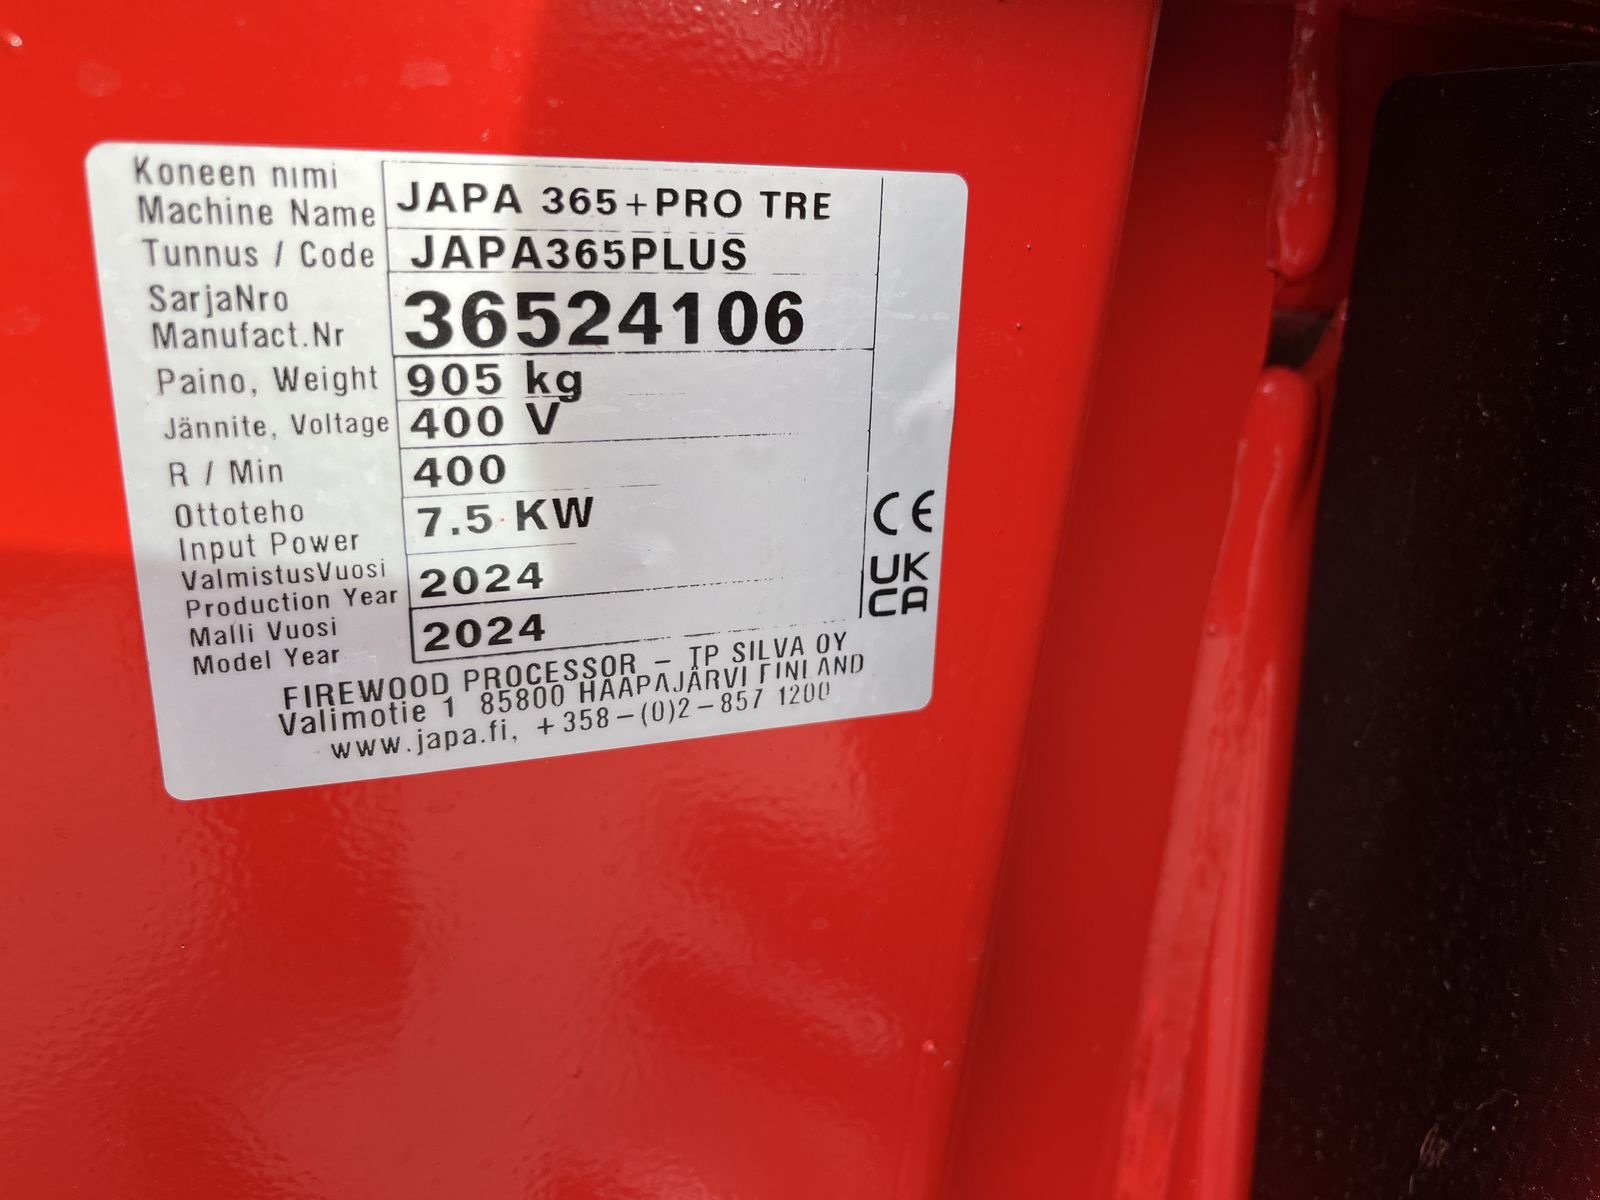 Koneen nimi
Machine Name JAPA 365+PRO TRE
Tunnus / Code JAPA365PLUS
SarjaNro
Manufact.Nr 36524106
Paino, Weight 905 kg
Jännite, Voltage 400 V
R / Min 400
Ottoteho
Input Power 7.5 KW
ValmistusVuosi
Production Year 2024
Malli Vuosi
Model Year 2024
CE
UK
CA
FIREWOOD PROCESSOR - TP SILVA OY
Valimotie 1 85800 HAAPAJÄRVI FINLAND
www.japa.fi, +358-(0)2-857 1200